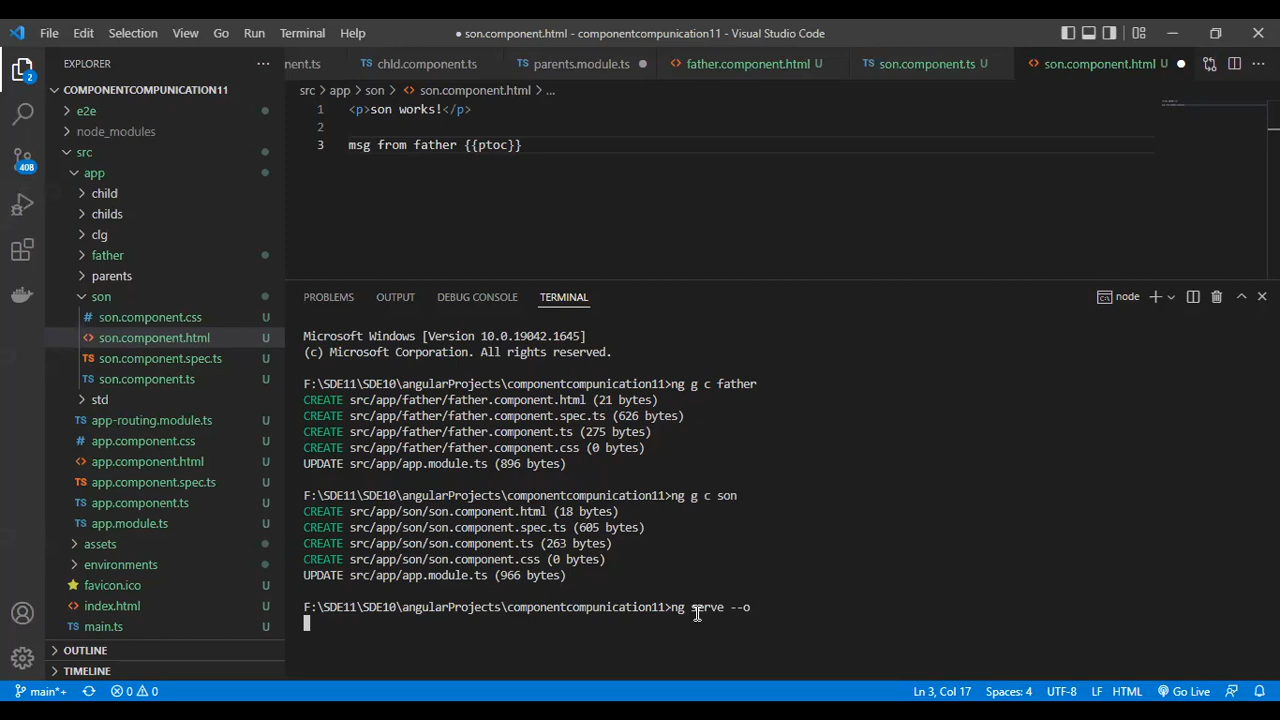 File Edit Selection View Go Run Terminal Help
● son.component.html - componentcompunication11 - Visual Studio Code
EXPLORER
nent.ts chld.component.ts parents.module.ts father.component.html U son.component.ts U son.component.html U
src > app > son > son.component.html > ...
COMPONENTCOMPUNICATION11
e2e
node_modules
src
app
child
childs
clg
father
parents
son
son.component.css U
son.component.html U
son.component.spec.ts U
son.component.ts U
std
app-routing.module.ts U
app.component.css U
app.component.html U
app.component.spec.ts U
app.component.ts U
app.module.ts U
assets
environments
favicon.ico U
index.html U
main.ts U
OUTLINE
TIMELINE
2
408
1 <p>son works!</p>
2
3 msg from father {{ptoc}}
PROBLEMS OUTPUT DEBUG CONSOLE TERMINAL
node
Microsoft Windows [Version 10.0.19042.1645]
(c) Microsoft Corporation. All rights reserved.
F:\SDE11\SDE10\angularProjects\componentcompunication11>ng g c father
CREATE src/app/father/father.component.html (21 bytes)
CREATE src/app/father/father.component.spec.ts (626 bytes)
CREATE src/app/father/father.component.ts (275 bytes)
CREATE src/app/father/father.component.css (0 bytes)
UPDATE src/app/app.module.ts (896 bytes)
F:\SDE11\SDE10\angularProjects\componentcompunication11>ng g c son
CREATE src/app/son/son.component.html (18 bytes)
CREATE src/app/son/son.component.spec.ts (605 bytes)
CREATE src/app/son/son.component.ts (263 bytes)
CREATE src/app/son/son.component.css (0 bytes)
UPDATE src/app/app.module.ts (966 bytes)
F:\SDE11\SDE10\angularProjects\componentcompunication11>ng serve --o
main*+ 0 0 Ln 3, Col 17 Spaces: 4 UTF-8 LF HTML Go Live